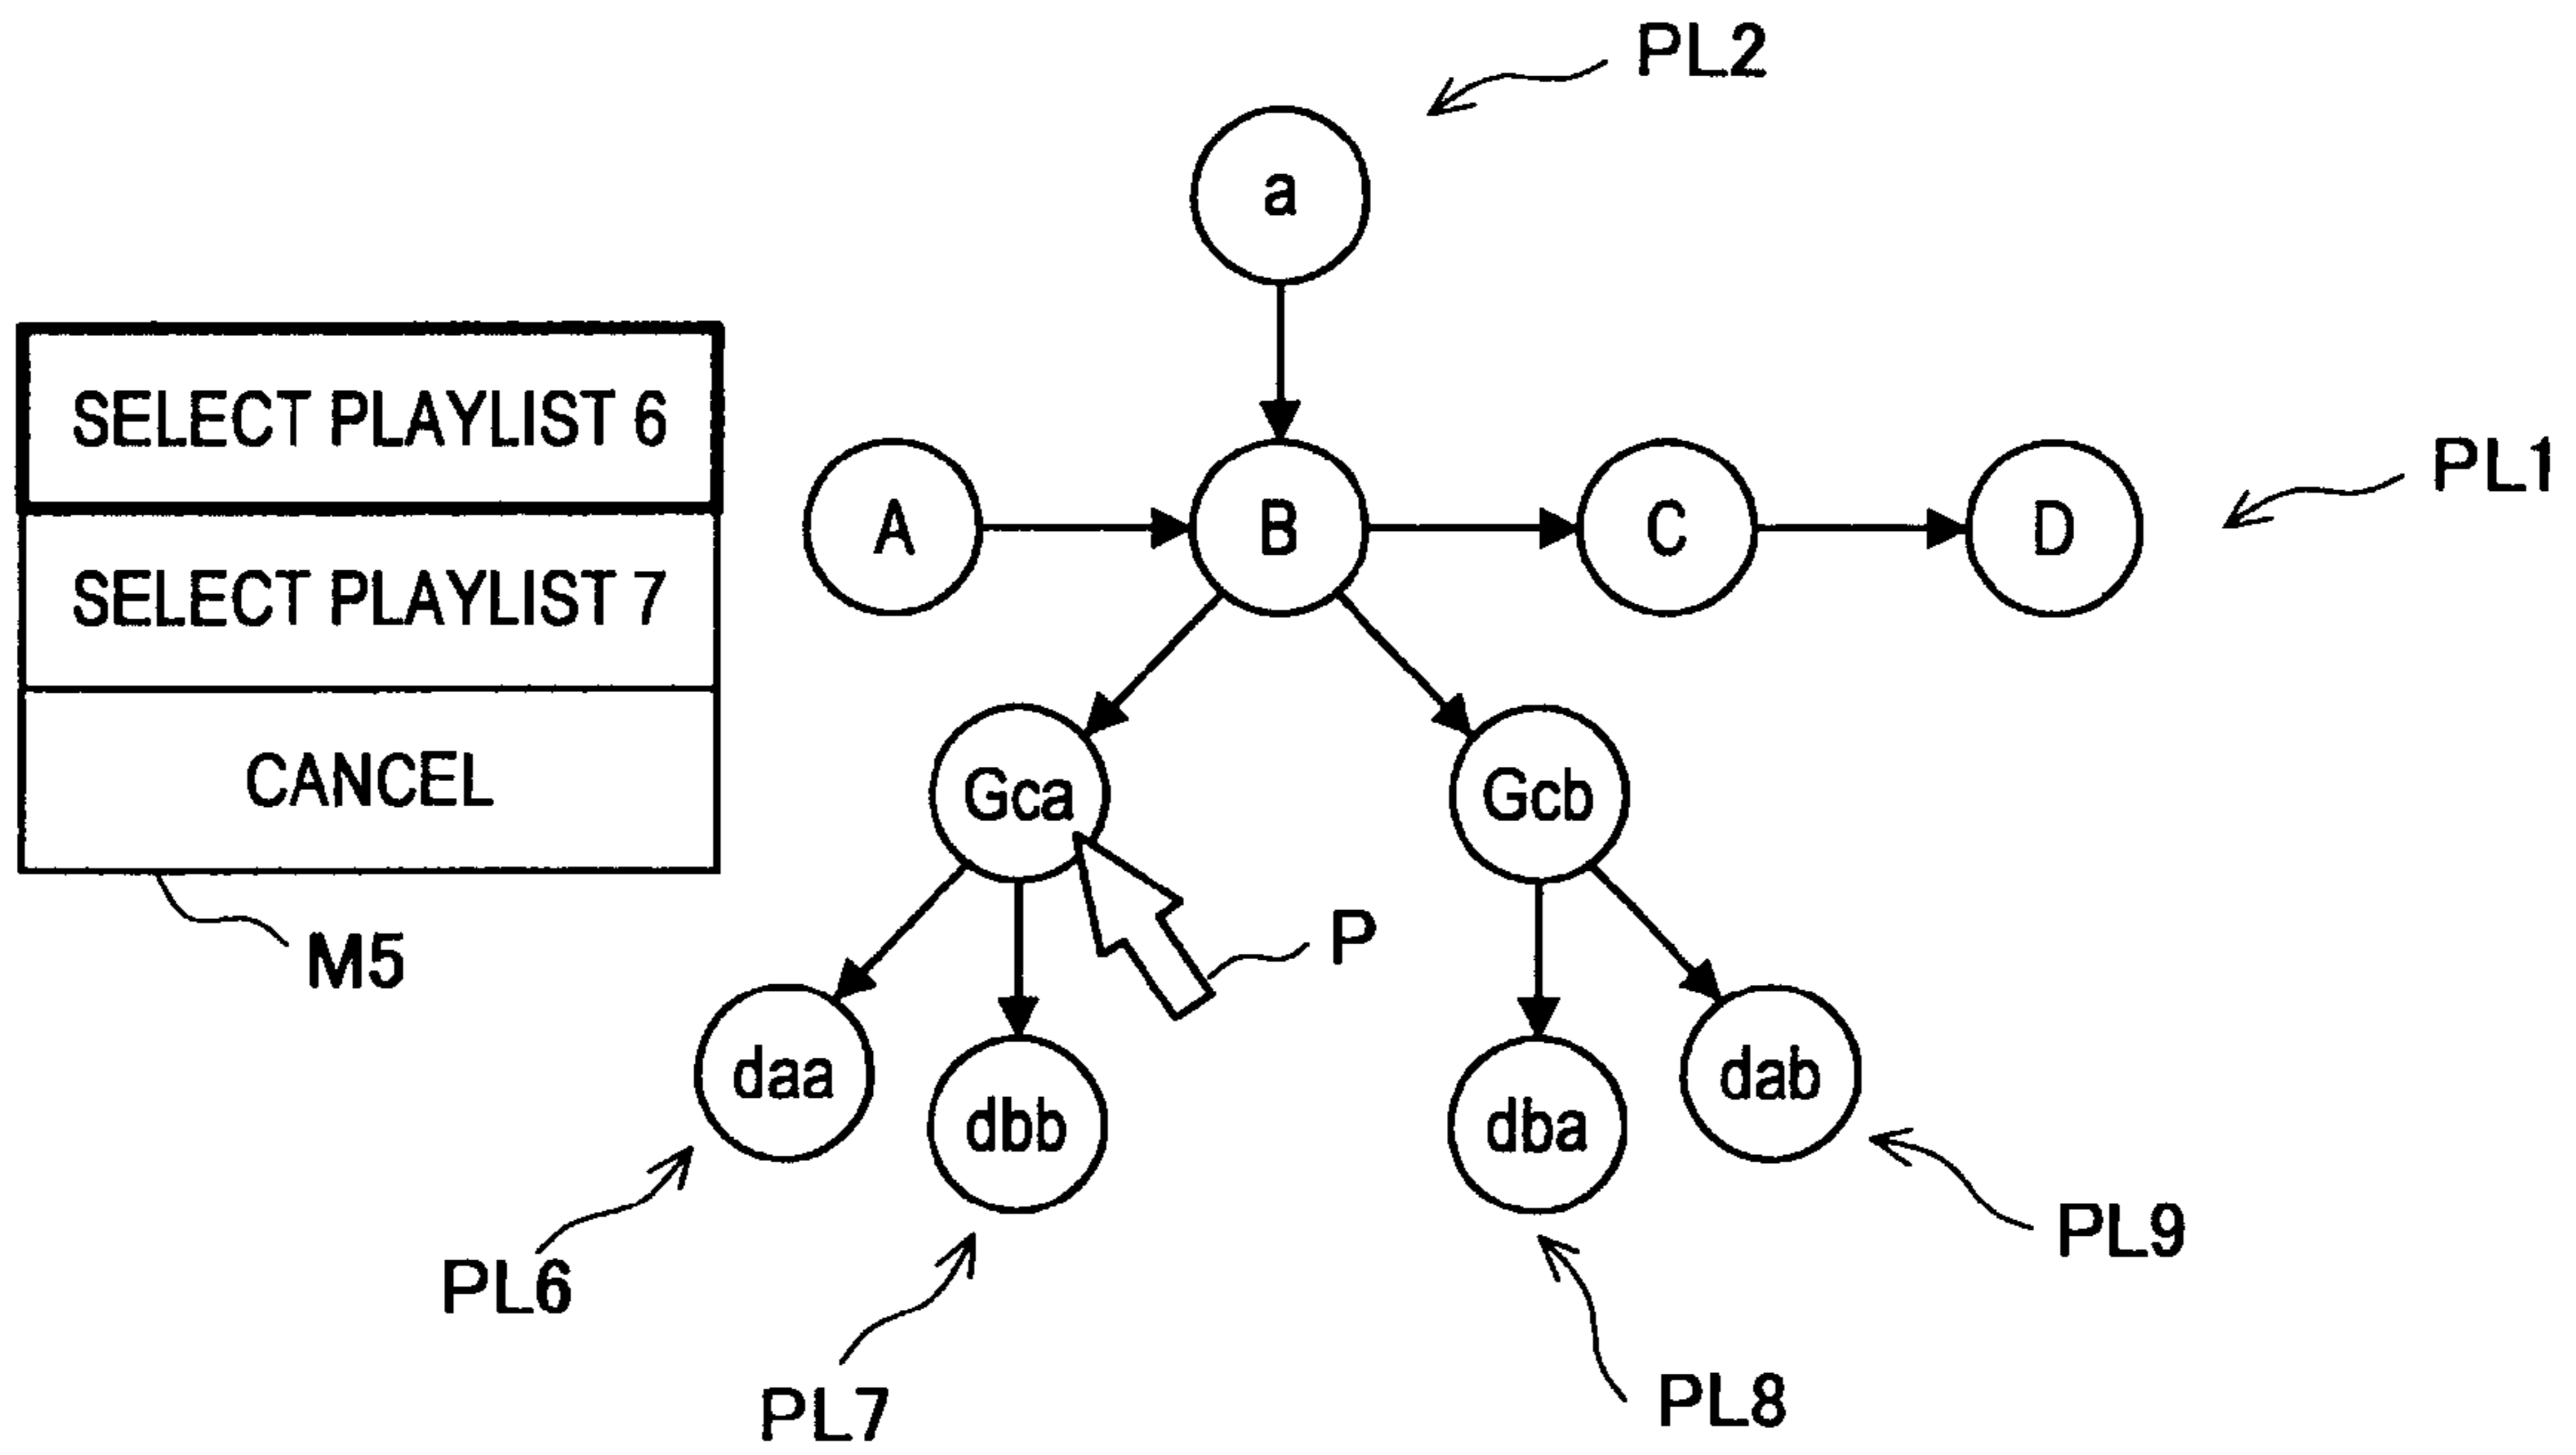 PL2
a
SELECT PLAYLIST 6
SELECT PLAYLIST 7
CANCEL
M5
A
B
C
D
PL1
Gca
Gcb
P
daa
dbb
dba
dab
PL6
PL7
PL8
PL9